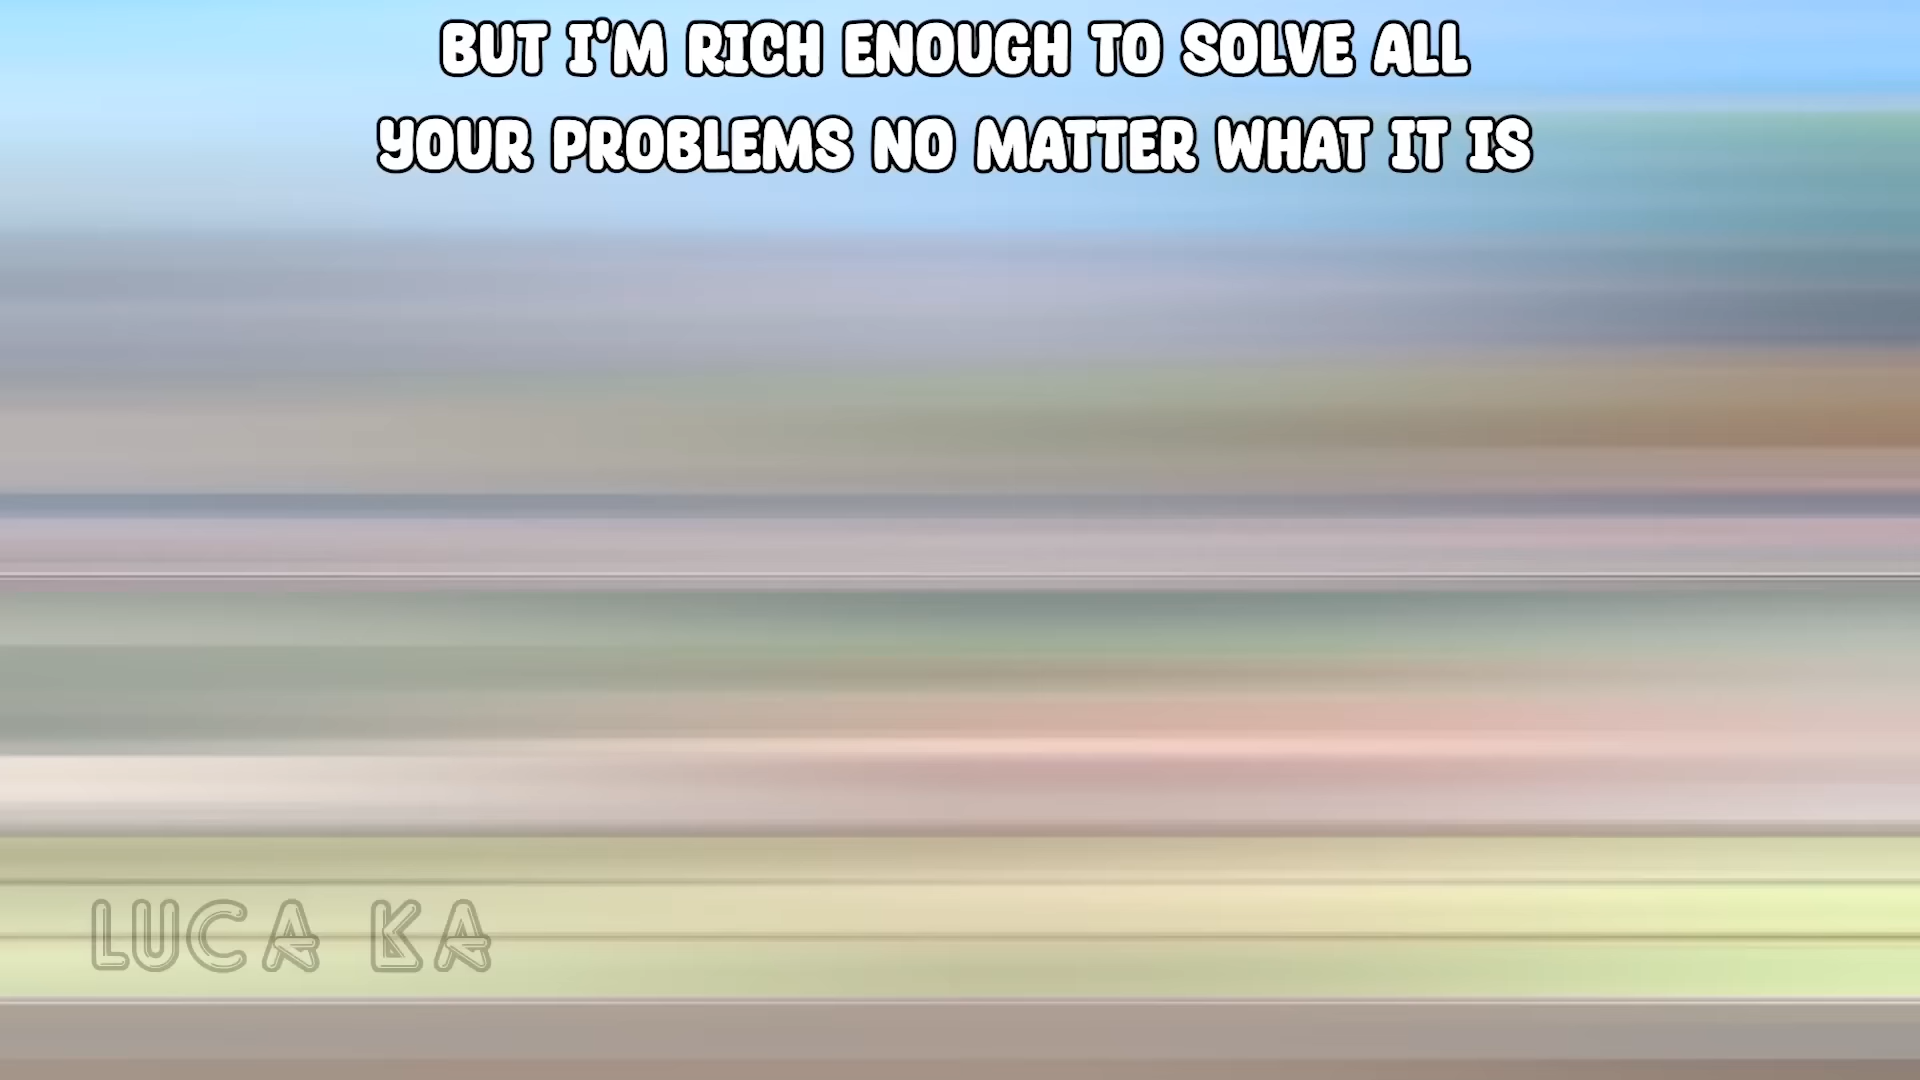 BUT I'M RICH ENOUGH TO SOLVE ALL
YOUR PROBLEMS NO MATTER WHAT IT IS
LUCA KA